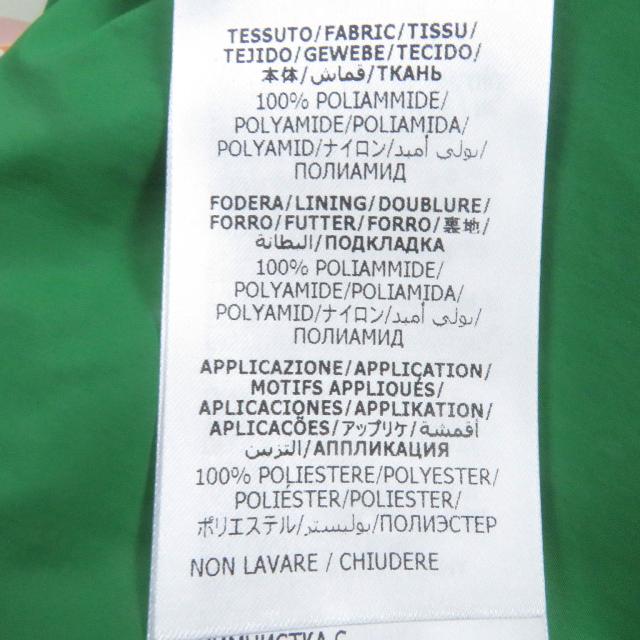 TESSUTO/FABRIC/TISSU/
TEJIDO/GEWEBE/TECIDO/
本体/قماش/ТКАНЬ
100% POLIAMMIDE/
POLYAMIDE/POLIAMIDA/
POLYAMID/ナイロン/بولي أميد/
ПОЛИАМИД
FODERA/LINING/DOUBLURE/
FORRO/FUTTER/FORRO/裏地/
البطانة/ПОДКЛАДКА
100% POLIAMMIDE/
POLYAMIDE/POLIAMIDA/
POLYAMID/ナイロン/بولي أميد/
ПОЛИАМИД
APPLICAZIONE/APPLICATION/
MOTIFS APPLIQUÉS/
APLICACIONES/APPLIKATION/
APLICAÇÕES/アップリケ/أقمشة
التزيين/АППЛИКАЦИЯ
100% POLIESTERE/POLYESTER/
POLIÉSTER/POLIESTER/
ポリエステル/بوليستر/ПОЛИЭСТЕР
NON LAVARE / CHIUDERE